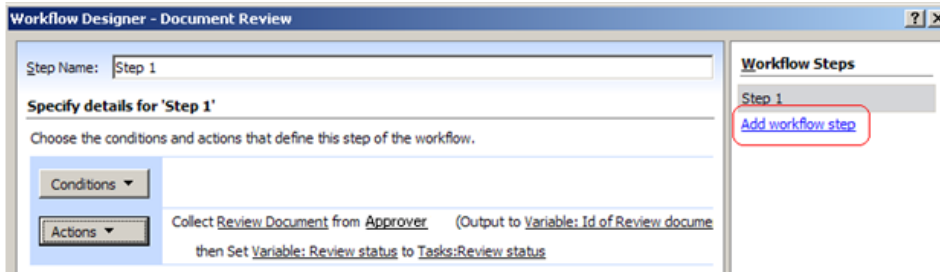 Workflow Designer - Document Review
Step Name: Step 1
Specify details for 'Step 1'
Choose the conditions and actions that define this step of the workflow.
Conditions
Actions
Collect Review Document from Approver (Output to Variable: Id of Review docume
then Set Variable: Review status to Tasks:Review status
Workflow Steps
Step 1
Add workflow step